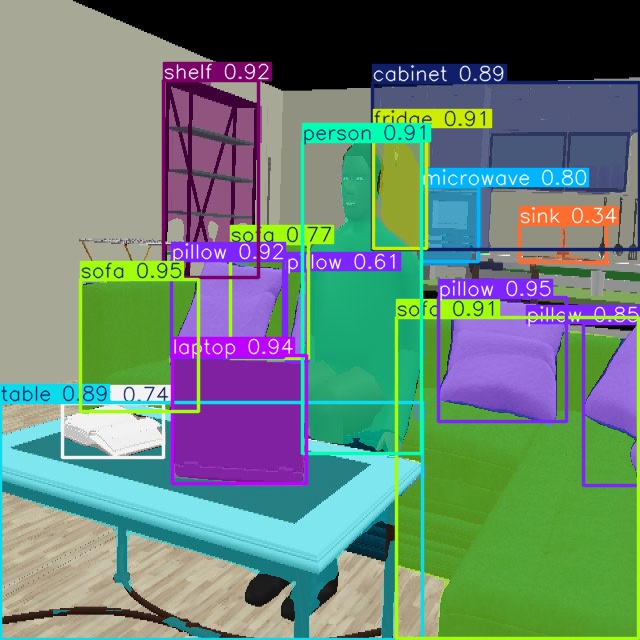 shelf 0.92
cabinet 0.89
fridge 0.91
person 0.91
microwave 0.80
sink 0.34
sofa 0.77
pillow 0.92
pillow 0.61
sofa 0.95
pillow 0.95
sofa 0.91
pillow 0.85
laptop 0.94
table 0.89
0.74